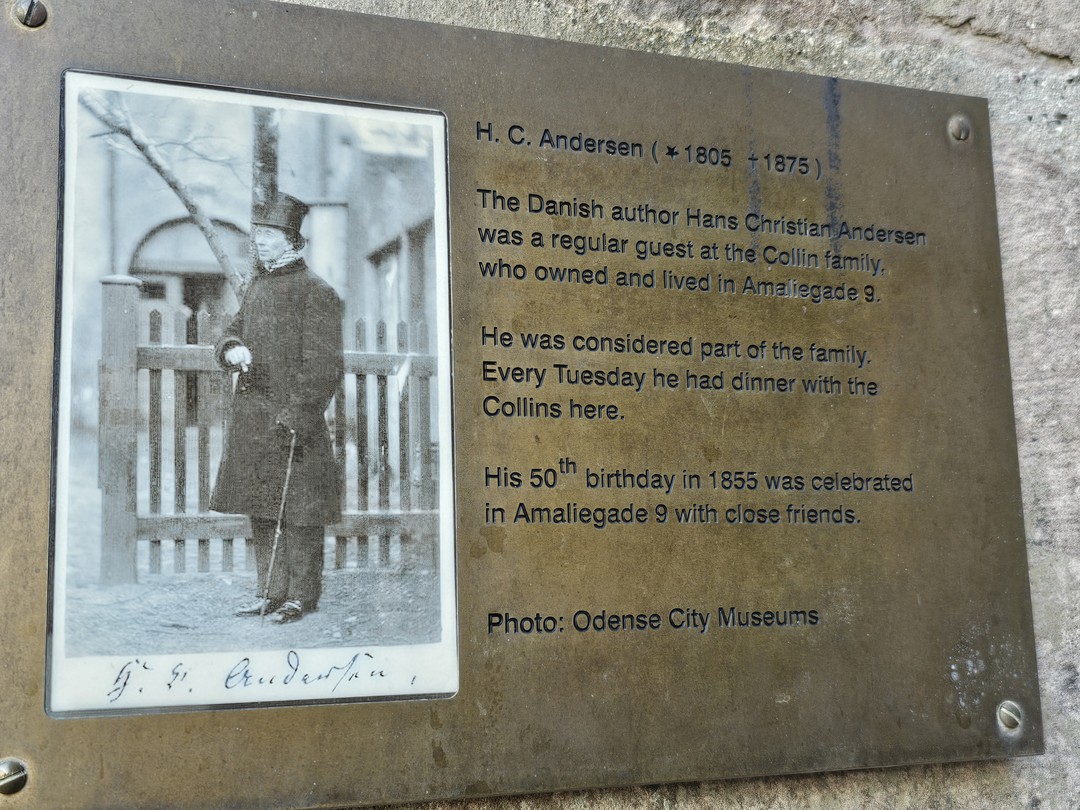 H. C. Andersen ( ✶ 1805 † 1875 )
The Danish author Hans Christian Andersen
was a regular guest at the Collin family,
who owned and lived in Amaliegade 9.
He was considered part of the family.
Every Tuesday he had dinner with the
Collins here.
His 50th birthday in 1855 was celebrated
in Amaliegade 9 with close friends.
Photo: Odense City Museums
H. C. Andersen.